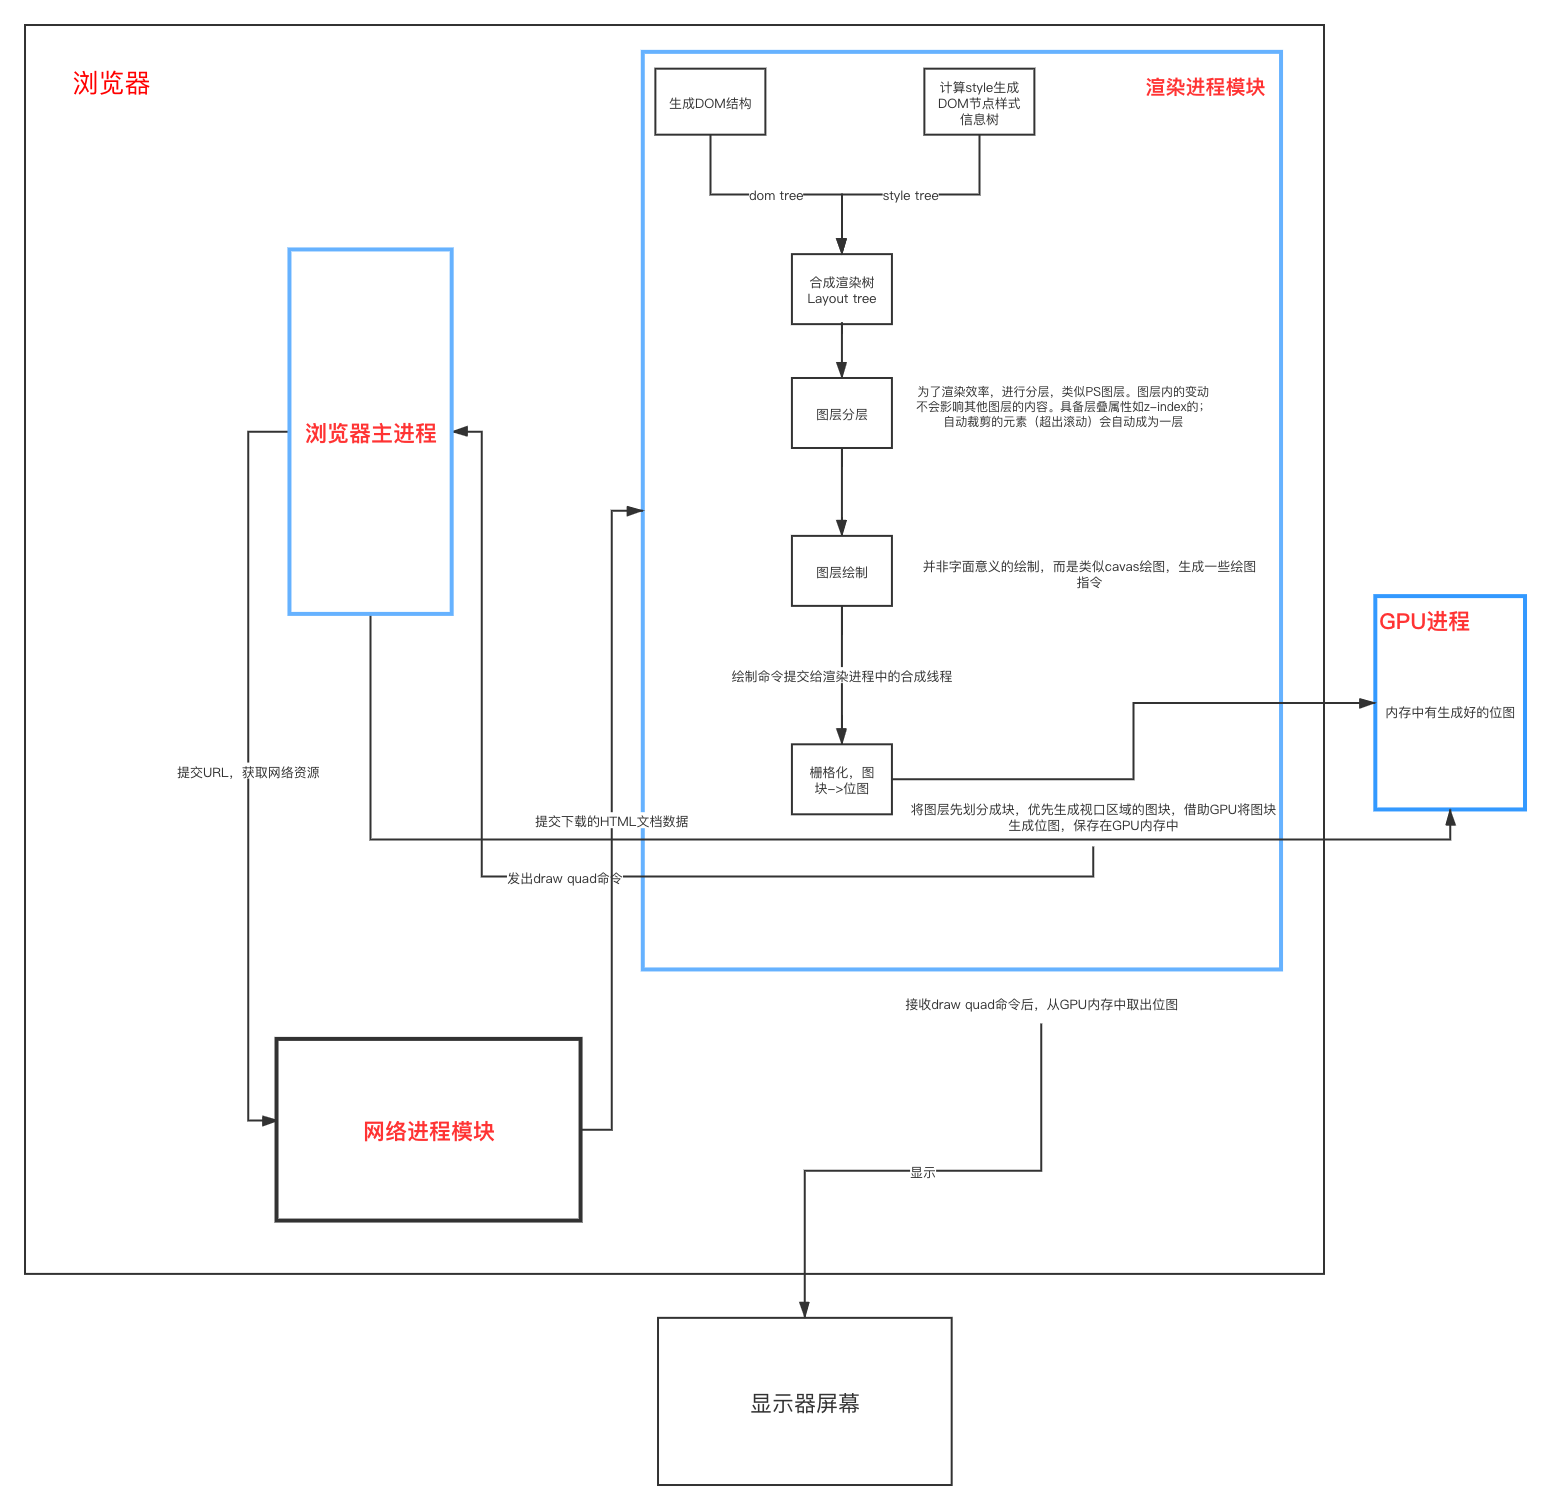 浏览器
渲染进程模块
生成DOM结构
计算style生成
DOM节点样式
信息树
dom tree
style tree
合成渲染树
Layout tree
图层分层
为了渲染效率，进行分层，类似PS图层。图层内的变动
不会影响其他图层的内容。具备层叠属性如z-index的；
自动裁剪的元素（超出滚动）会自动成为一层
浏览器主进程
图层绘制
并非字面意义的绘制，而是类似cavas绘图，生成一些绘图
指令
GPU进程
绘制命令提交给渲染进程中的合成线程
内存中有生成好的位图
提交URL，获取网络资源
栅格化，图
块->位图
将图层先划分成块，优先生成视口区域的图块，借助GPU将图块
生成位图，保存在GPU内存中
提交下载的HTML文档数据
发出draw quad命令
接收draw quad命令后，从GPU内存中取出位图
网络进程模块
显示
显示器屏幕